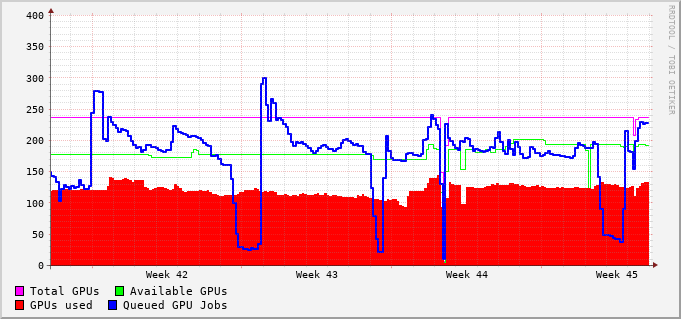 400
350
300
250
200
150
100
50
0
Week 42 Week 43 Week 44 Week 45
Total GPUs Available GPUs
GPUs used Queued GPU Jobs
RRDTOOL / TOBI OETIKER